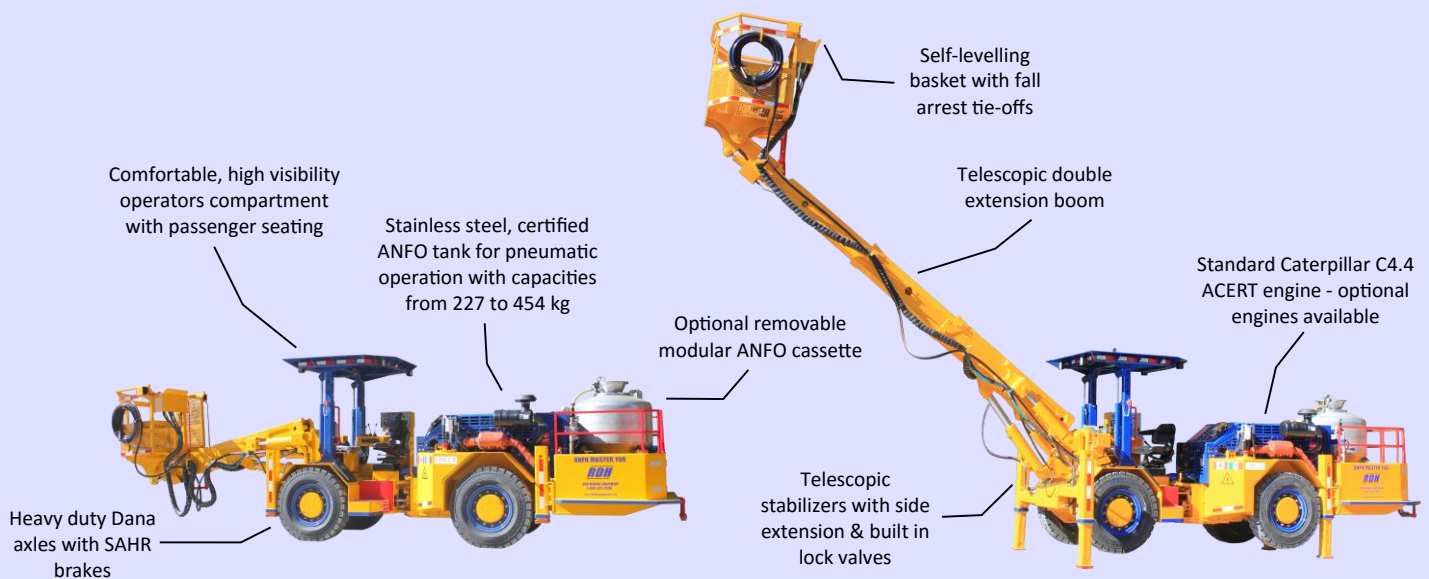 Self-levelling
basket with fall
arrest tie-offs
Comfortable, high visibility
operators compartment
with passenger seating
Telescopic double
extension boom
Stainless steel, certified
ANFO tank for pneumatic
operation with capacities
from 227 to 454 kg
Standard Caterpillar C4.4
ACERT engine - optional
engines available
Optional removable
modular ANFO cassette
Telescopic
stabilizers with side
extension & built in
lock valves
Heavy duty Dana
axles with SAHR
brakes
ANFO MASTER 150
RDH
RDH